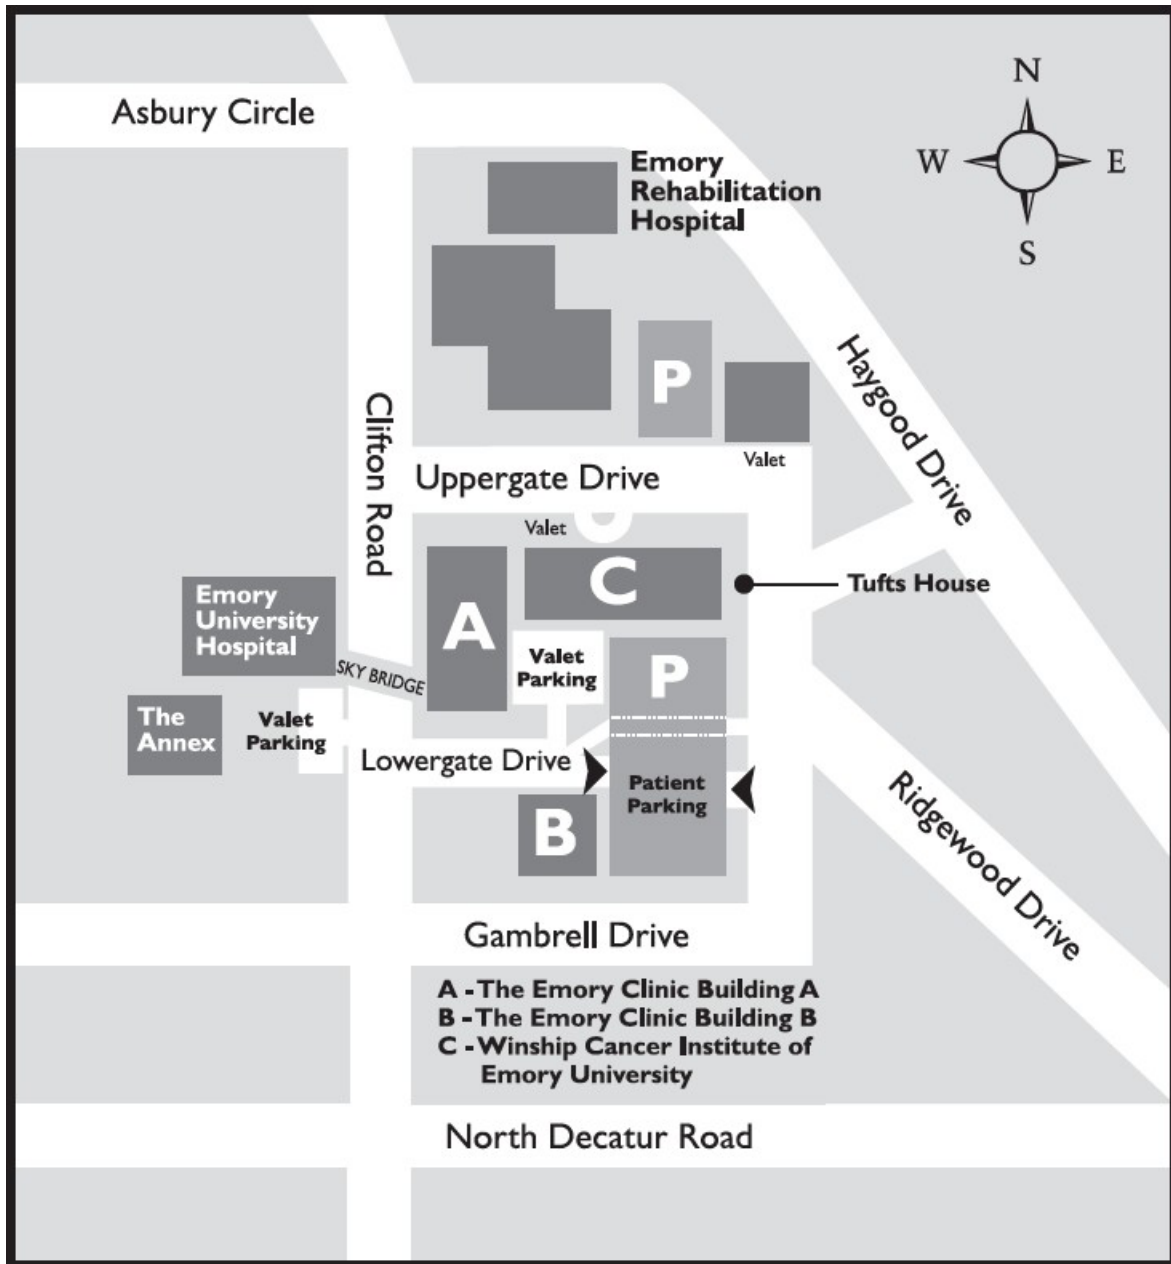 N
Asbury Circle
W
E
S
Emory
Rehabilitation
Hospital
P
Haygood Drive
Clifton Road
Valet
Uppergate Drive
Valet
C
Tufts House
Emory
University
Hospital
A
SKY BRIDGE
Valet
Parking
P
The
Annex
Valet
Parking
Lowergate Drive
Patient
Parking
B
Ridgewood Drive
Gambrell Drive
A - The Emory Clinic Building A
B - The Emory Clinic Building B
C - Winship Cancer Institute of
Emory University
North Decatur Road